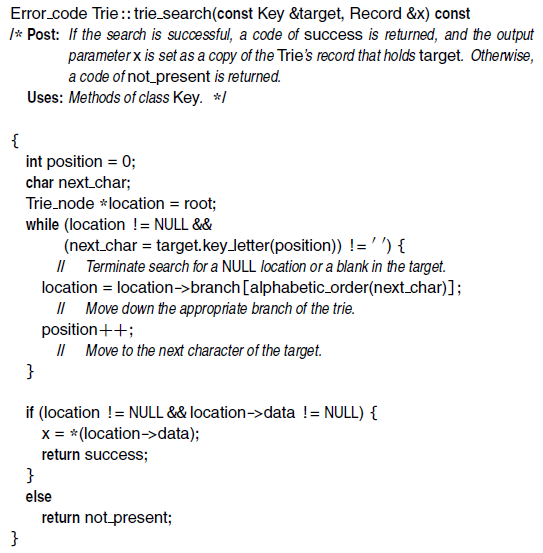 Error_code Trie::trie_search(const Key &target, Record &x) const
/* Post: If the search is successful, a code of success is returned, and the output
parameter x is set as a copy of the Trie's record that holds target. Otherwise,
a code of not_present is returned.
Uses: Methods of class Key. */
{
int position = 0;
char next_char;
Trie_node *location = root;
while (location != NULL &&
(next_char = target.key_letter(position)) != ' ') {
// Terminate search for a NULL location or a blank in the target.
location = location->branch[alphabetic_order(next_char)];
// Move down the appropriate branch of the trie.
position++;
// Move to the next character of the target.
}
if (location != NULL && location->data != NULL) {
x = *(location->data);
return success;
}
else
return not_present;
}